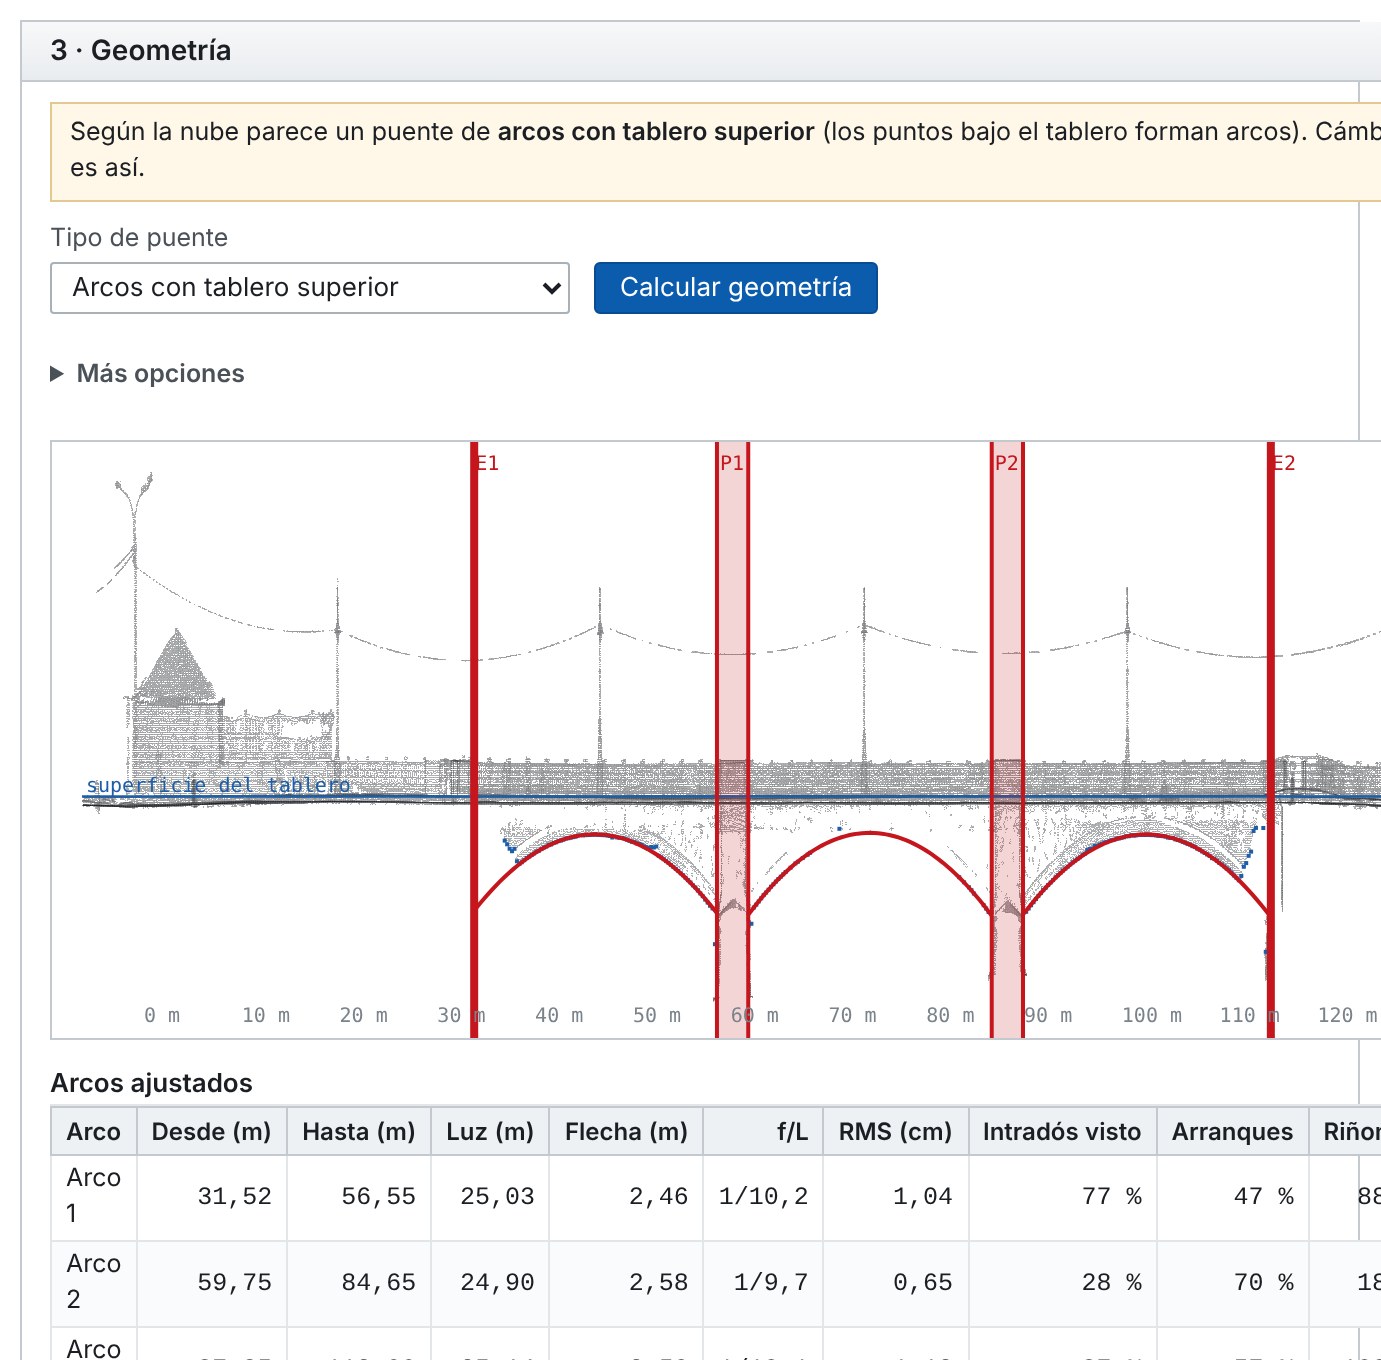 3 · Geometría
Según la nube parece un puente de arcos con tablero superior (los puntos bajo el tablero forman arcos).
es así.
Tipo de puente
Arcos con tablero superior
Calcular geometría
Más opciones
E1 P1 P2 E2
superficie del tablero
0 m 10 m 20 m 30 m 40 m 50 m 60 m 70 m 80 m 90 m 100 m 110 m 120 m
Arcos ajustados
Arco Desde (m) Hasta (m) Luz (m) Flecha (m) f/L RMS (cm) Intradós visto Arranques
Arco 1 31,52 56,55 25,03 2,46 1/10,2 1,04 77 % 47 % 88
Arco 2 59,75 84,65 24,90 2,58 1/9,7 0,65 28 % 70 % 18
Arco